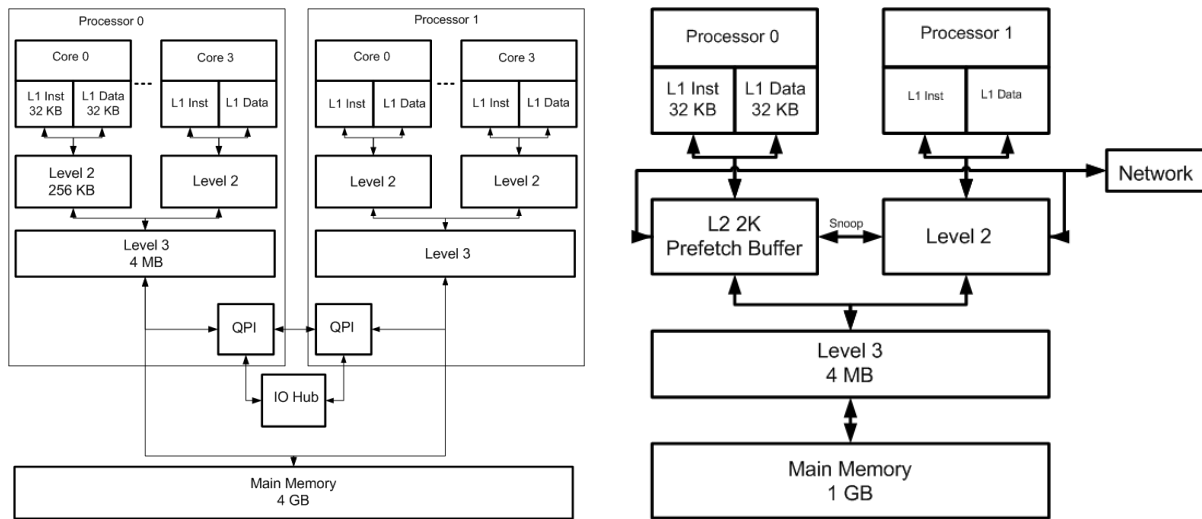 Processor 0
Core 0
L1 Inst
32 KB
L1 Data
32 KB
Core 3
L1 Inst
L1 Data
Level 2
256 KB
Level 2
Level 3
4 MB
QPI
Processor 1
Core 0
L1 Inst
L1 Data
Core 3
L1 Inst
L1 Data
Level 2
Level 2
Level 3
QPI
IO Hub
Main Memory
4 GB
Processor 0
L1 Inst
32 KB
L1 Data
32 KB
Processor 1
L1 Inst
L1 Data
Network
L2 2K
Prefetch Buffer
Snoop
Level 2
Level 3
4 MB
Main Memory
1 GB